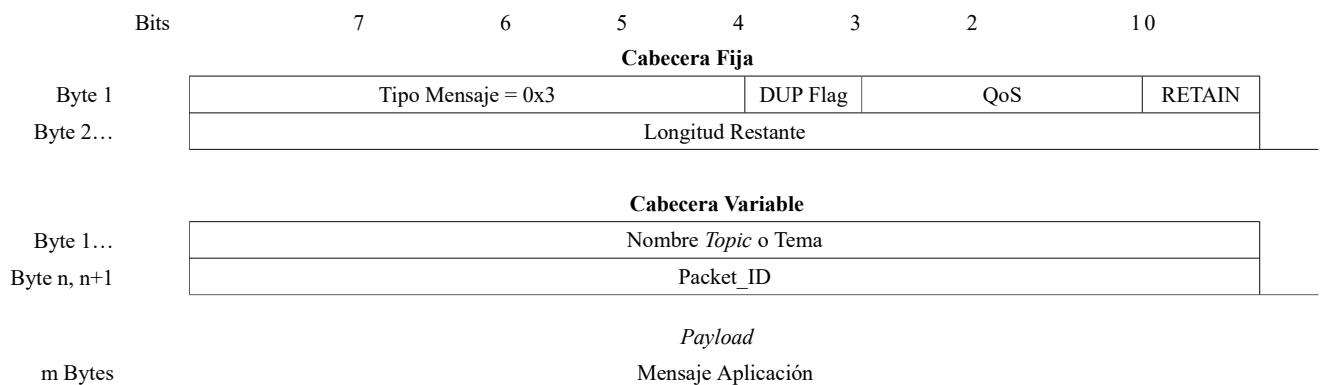 Bits 7 6 5 4 3 2 1 0
Cabecera Fija
Byte 1 Tipo Mensaje = 0x3 DUP Flag QoS RETAIN
Byte 2… Longitud Restante
Cabecera Variable
Byte 1… Nombre Topic o Tema
Byte n, n+1 Packet_ID
Payload
m Bytes Mensaje Aplicación